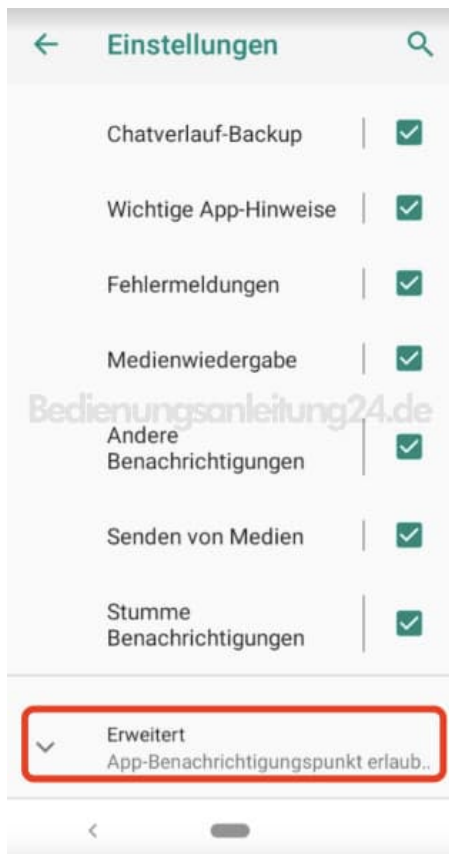 Einstellungen
Chatverlauf-Backup
Wichtige App-Hinweise
Fehlermeldungen
Medienwiedergabe
Bedienungsanleitung24.de
Andere
Benachrichtigungen
Senden von Medien
Stumme
Benachrichtigungen
Erweitert
App-Benachrichtigungspunkt erlaub..